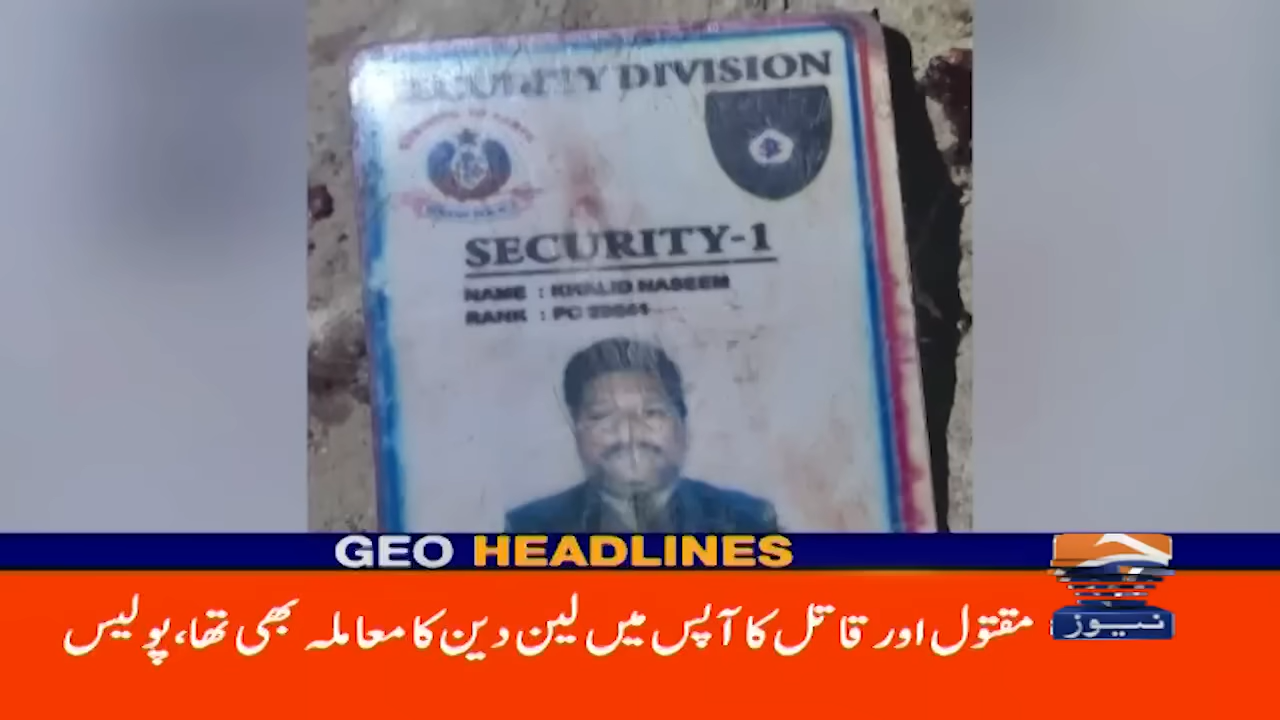 SECURITY DIVISION
SECURITY-1
NAME : KHALID NASEEM
RANK : PC
GEO HEADLINES
مقتول اور قاتل کا آپس میں لین دین کا معاملہ بھی تھا، پولیس
نیوز